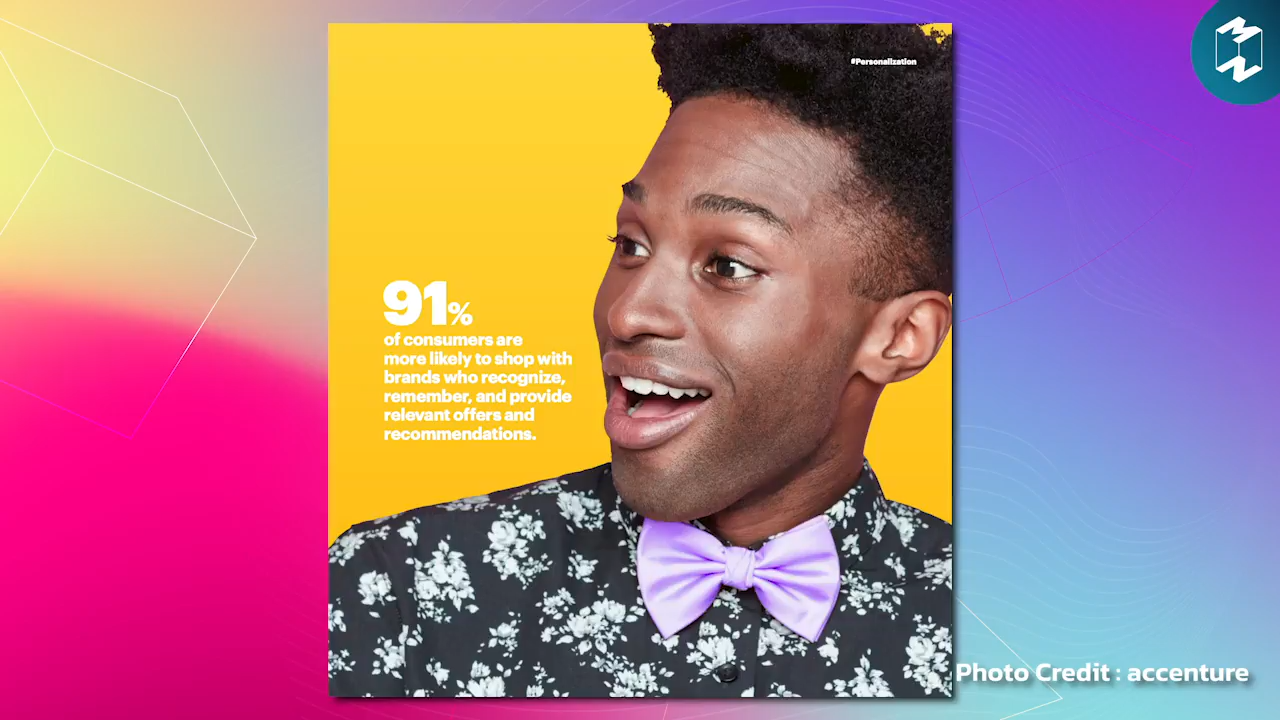 #Personalization
91%
of consumers are
more likely to shop with
brands who recognize,
remember, and provide
relevant offers and
recommendations.
Photo Credit : accenture